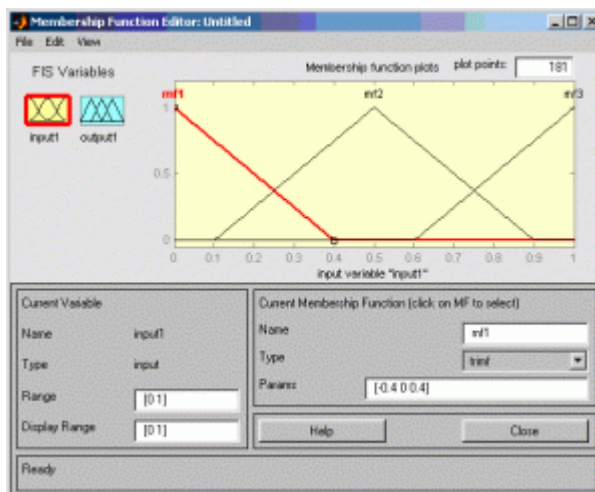 Membership Function Editor: Untitled
File Edit View
FIS Variables
Membership function plots plot points: 181
mf1 mf2 mf3
1
0.5
0
input1 output1
0 0.1 0.2 0.3 0.4 0.5 0.6 0.7 0.8 0.9 1
input variable "input1"
Current Variable
Name input1
Type input
Range [0 1]
Display Range [0 1]
Current Membership Function (click on MF to select)
Name mf1
Type trimf
Params [-0.4 0 0.4]
Help Close
Ready